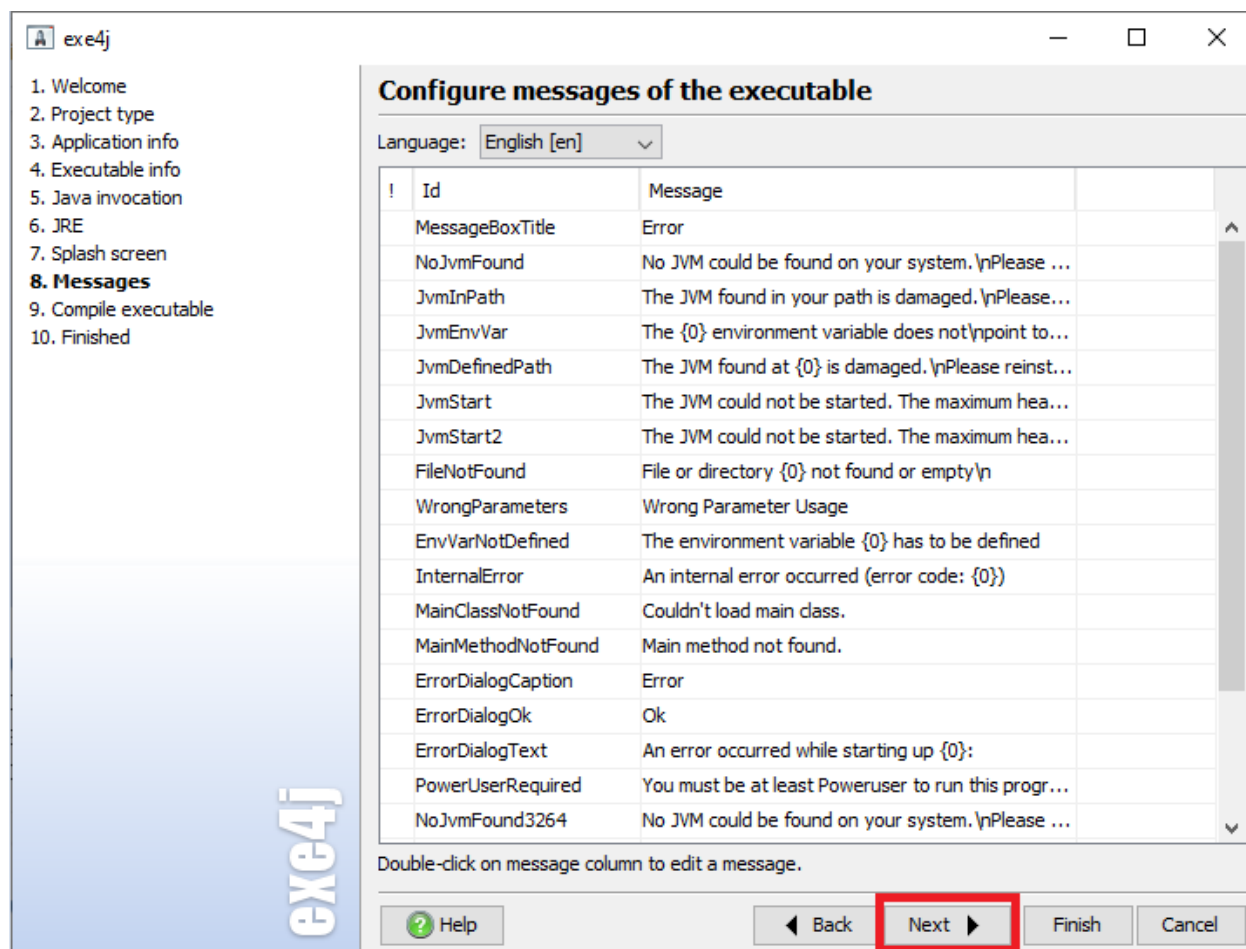 exe4j
1. Welcome
2. Project type
3. Application info
4. Executable info
5. Java invocation
6. JRE
7. Splash screen
8. Messages
9. Compile executable
10. Finished
exe4j
Configure messages of the executable
Language: English [en]
! Id Message
MessageBoxTitle Error
NoJvmFound No JVM could be found on your system.\nPlease ...
JvmInPath The JVM found in your path is damaged.\nPlease...
JvmEnvVar The {0} environment variable does not\npoint to...
JvmDefinedPath The JVM found at {0} is damaged.\nPlease reinst...
JvmStart The JVM could not be started. The maximum hea...
JvmStart2 The JVM could not be started. The maximum hea...
FileNotFound File or directory {0} not found or empty\n
WrongParameters Wrong Parameter Usage
EnvVarNotDefined The environment variable {0} has to be defined
InternalError An internal error occurred (error code: {0})
MainClassNotFound Couldn't load main class.
MainMethodNotFound Main method not found.
ErrorDialogCaption Error
ErrorDialogOk Ok
ErrorDialogText An error occurred while starting up {0}:
PowerUserRequired You must be at least Poweruser to run this progr...
NoJvmFound3264 No JVM could be found on your system.\nPlease ...
Double-click on message column to edit a message.
Help Back Next Finish Cancel